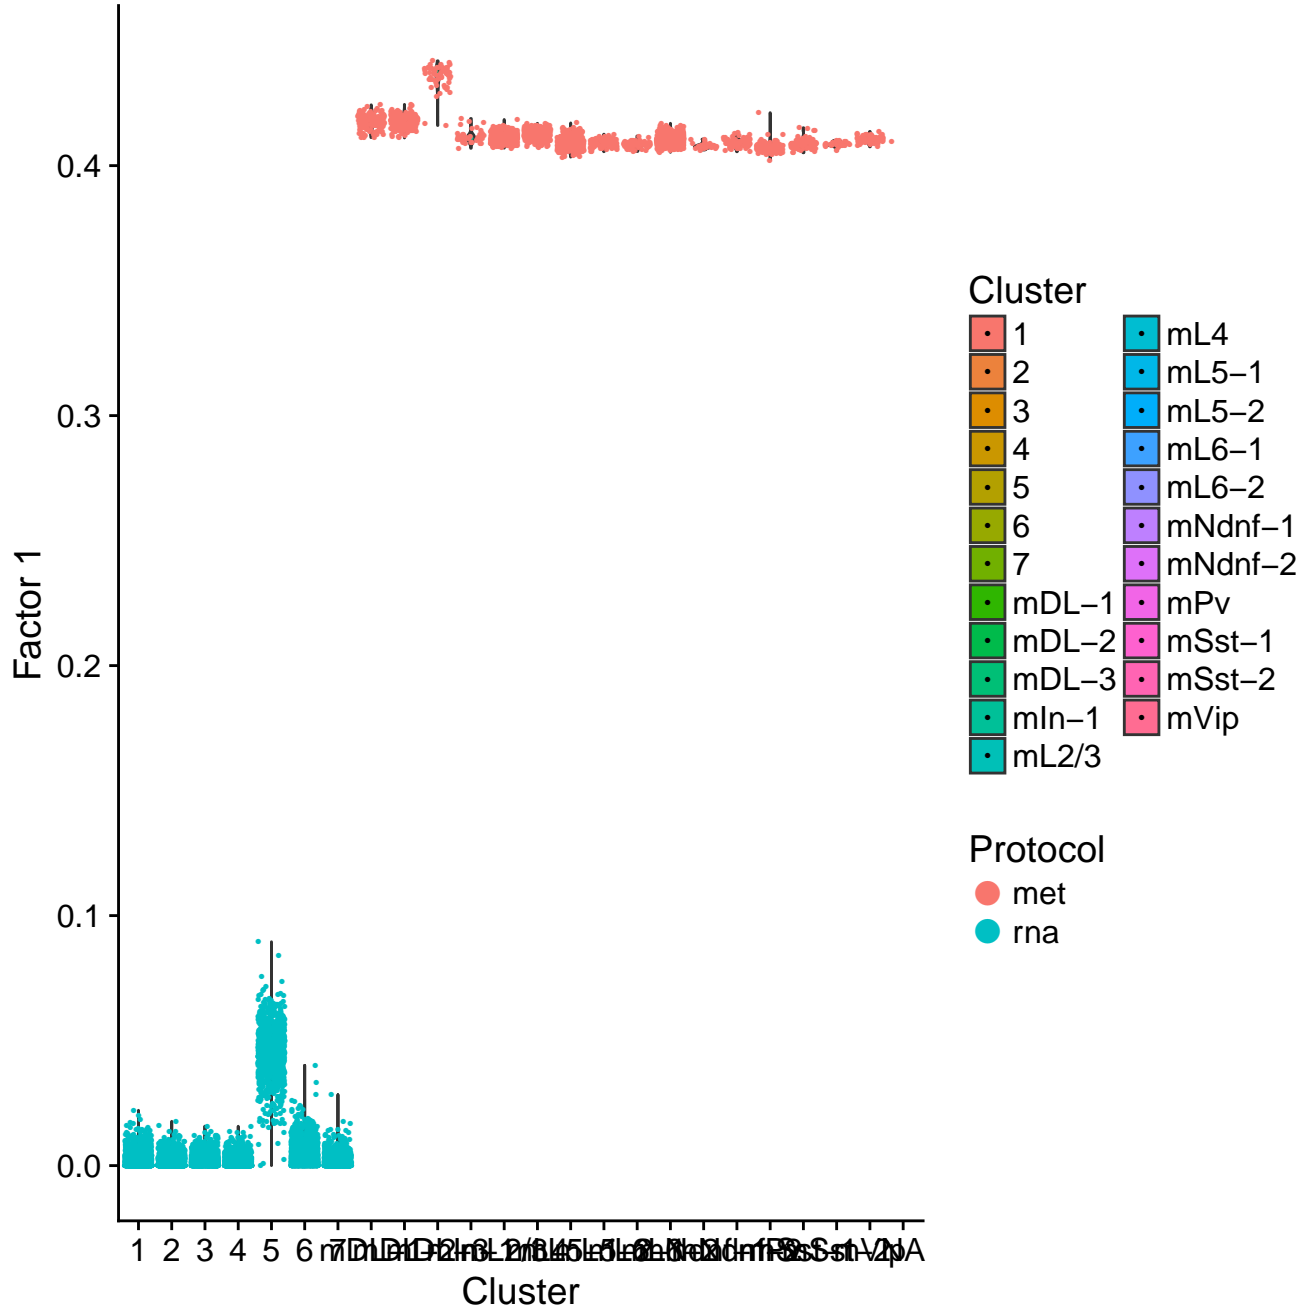 Factor 1
0.4
0.3
0.2
0.1
0.0
1 2 3 4 5 6 7
NA
Cluster
Cluster
1
2
3
4
5
6
7
mDL−1
mDL−2
mDL−3
mIn−1
mL2/3
mL4
mL5−1
mL5−2
mL6−1
mL6−2
mNdnf−1
mNdnf−2
mPv
mSst−1
mSst−2
mVip
Protocol
met
rna